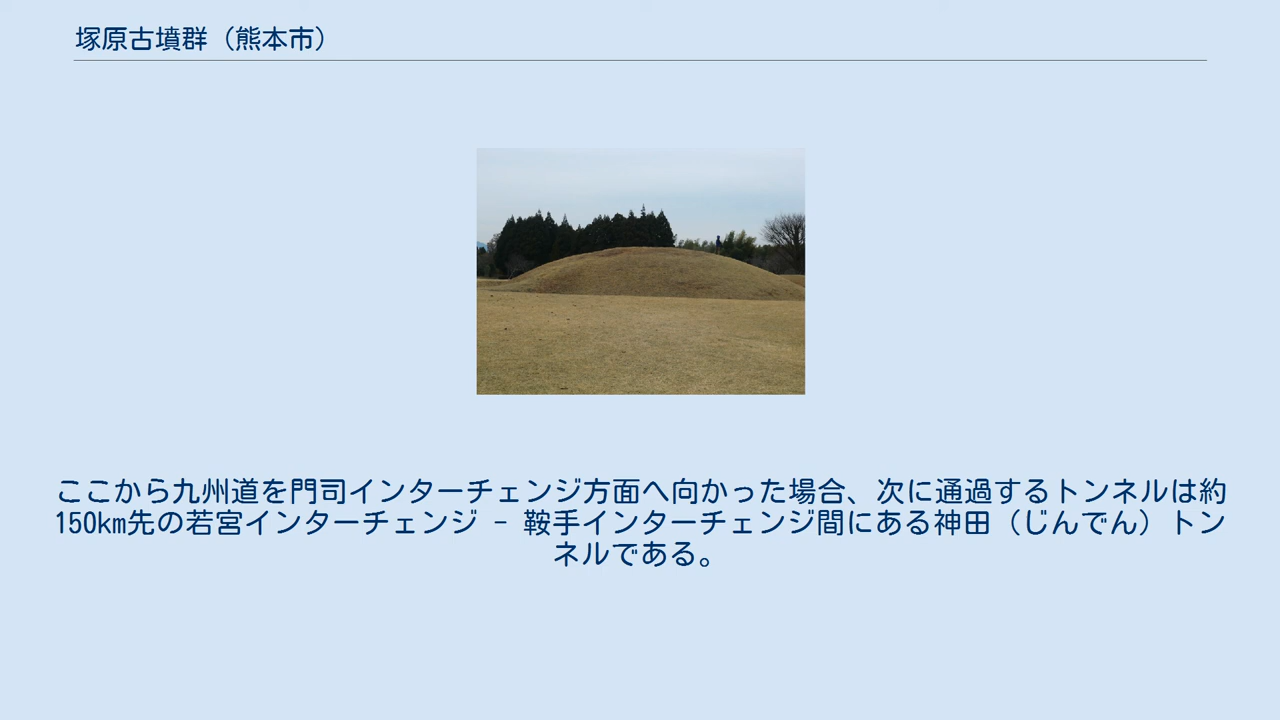 塚原古墳群（熊本市）
ここから九州道を門司インターチェンジ方面へ向かった場合、次に通過するトンネルは約
150km先の若宮インターチェンジ - 鞍手インターチェンジ間にある神田（じんでん）トン
ネルである。